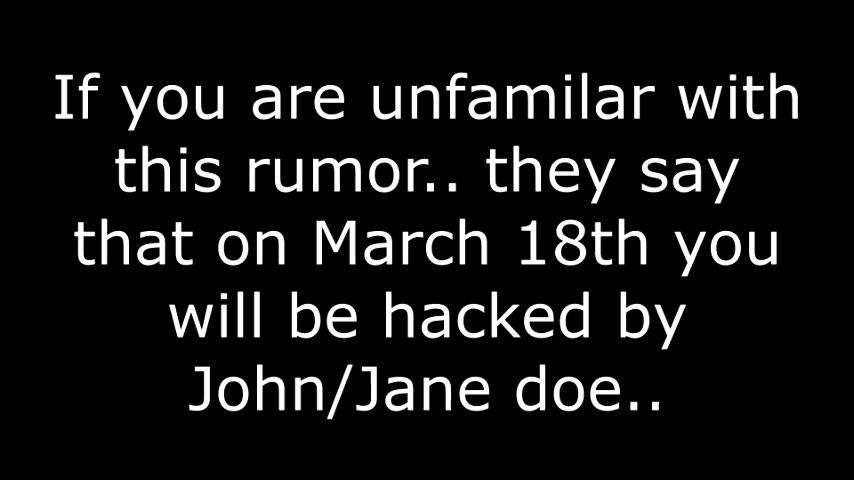 If you are unfamilar with
this rumor.. they say
that on March 18th you
will be hacked by
John/Jane doe..